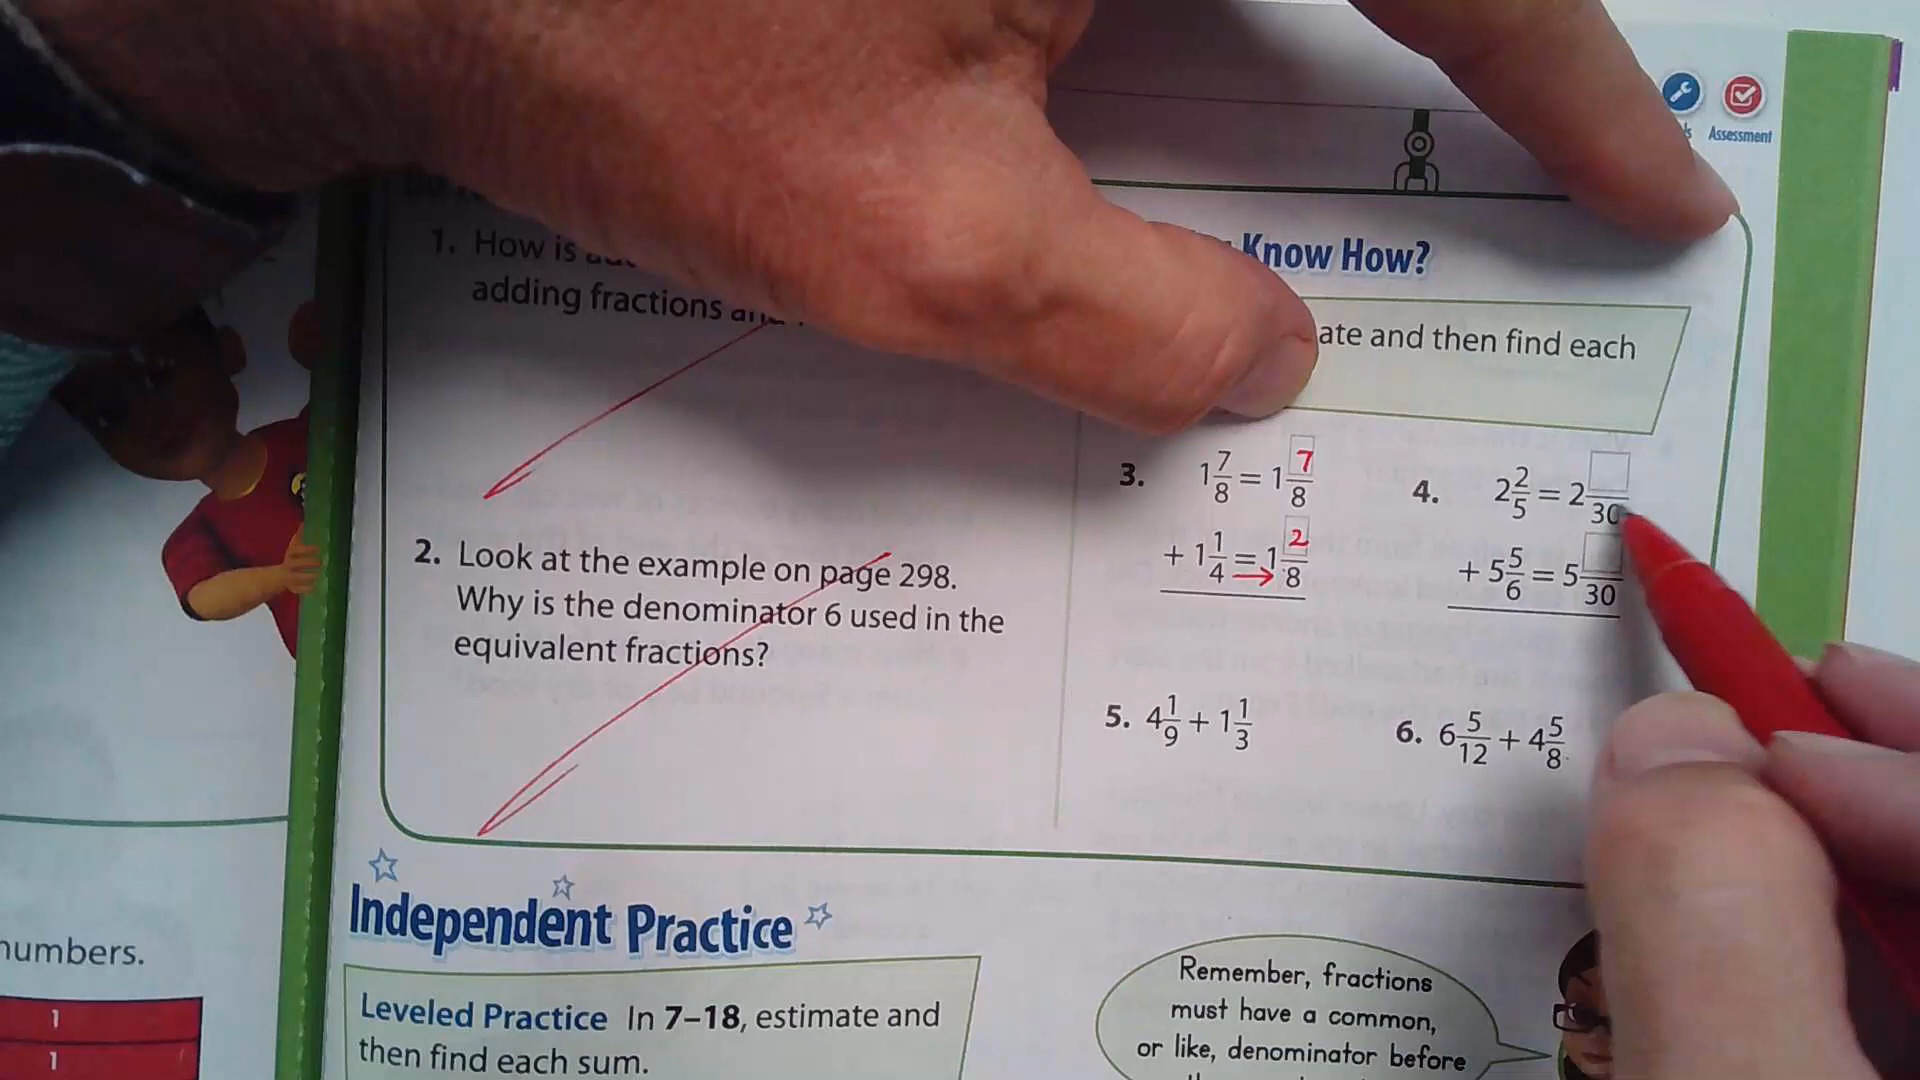 Assessment
Know How?
1. How is
adding fractions
ate and then find each
3. 1 7/8 = 1 7/8
+ 1 1/4 = 1 2/8
4. 2 2/5 = 2 □/30
+ 5 5/6 = 5 □/30
2. Look at the example on page 298.
Why is the denominator 6 used in the
equivalent fractions?
5. 4 1/9 + 1 1/3
6. 6 5/12 + 4 5/8
Independent Practice
Leveled Practice In 7–18, estimate and
then find each sum.
Remember, fractions
must have a common,
or like, denominator before
numbers.
1
1